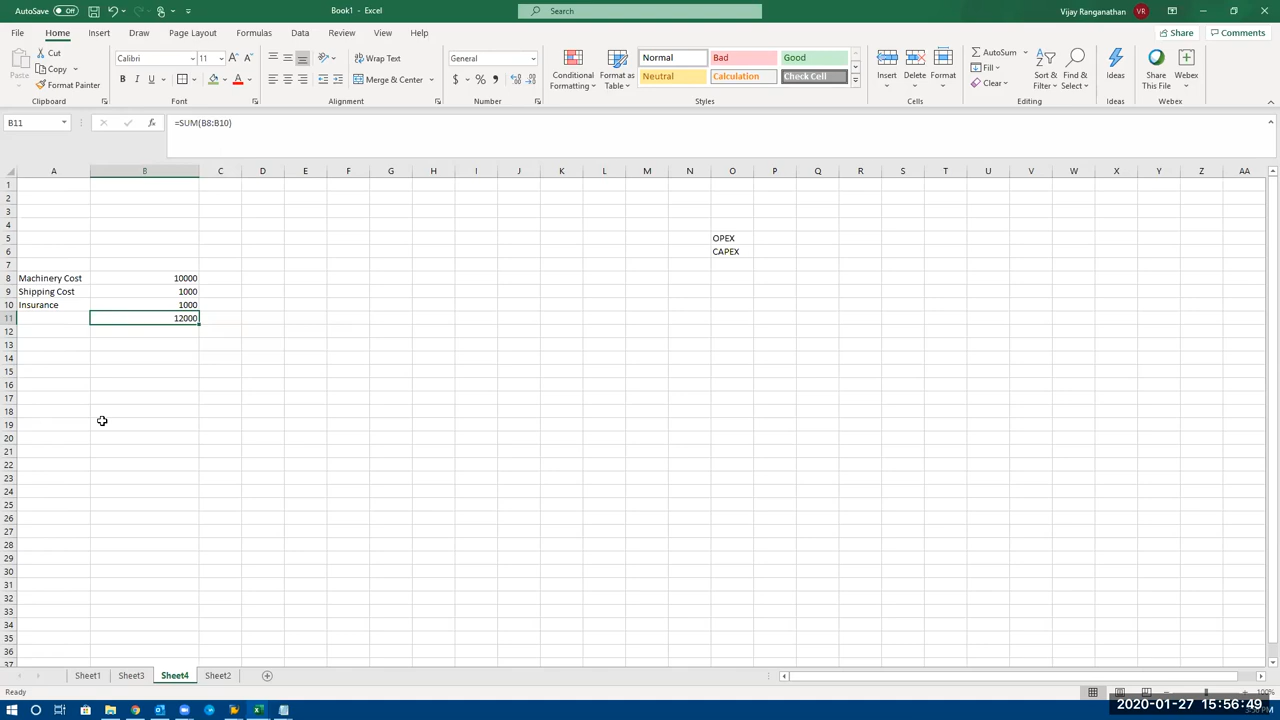 AutoSave Off
Book1 - Excel
Search
Vijay Ranganathan VR
File Home Insert Draw Page Layout Formulas Data Review View Help
Share Comments
Paste
Cut
Copy
Format Painter
Clipboard
Calibri 11
B I U
Font
Wrap Text
Merge & Center
Alignment
General
$ % ,
Number
Conditional Formatting
Format as Table
Normal Bad Good
Neutral Calculation Check Cell
Styles
Insert Delete Format
Cells
AutoSum
Fill
Clear
Sort & Filter
Find & Select
Editing
Ideas
Ideas
Share This File
Webex
Webex
B11 fx =SUM(B8:B10)
A B C D E F G H I J K L M N O P Q R S T U V W X Y Z AA
1
2
3
4
5 OPEX
6 CAPEX
7
8 Machinery Cost 10000
9 Shipping Cost 1000
10 Insurance 1000
11 12000
12
13
14
15
16
17
18
19
20
21
22
23
24
25
26
27
28
29
30
31
32
33
34
35
36
37
Sheet1 Sheet3 Sheet4 Sheet2
Ready
100%
2020-01-27 15:56:49